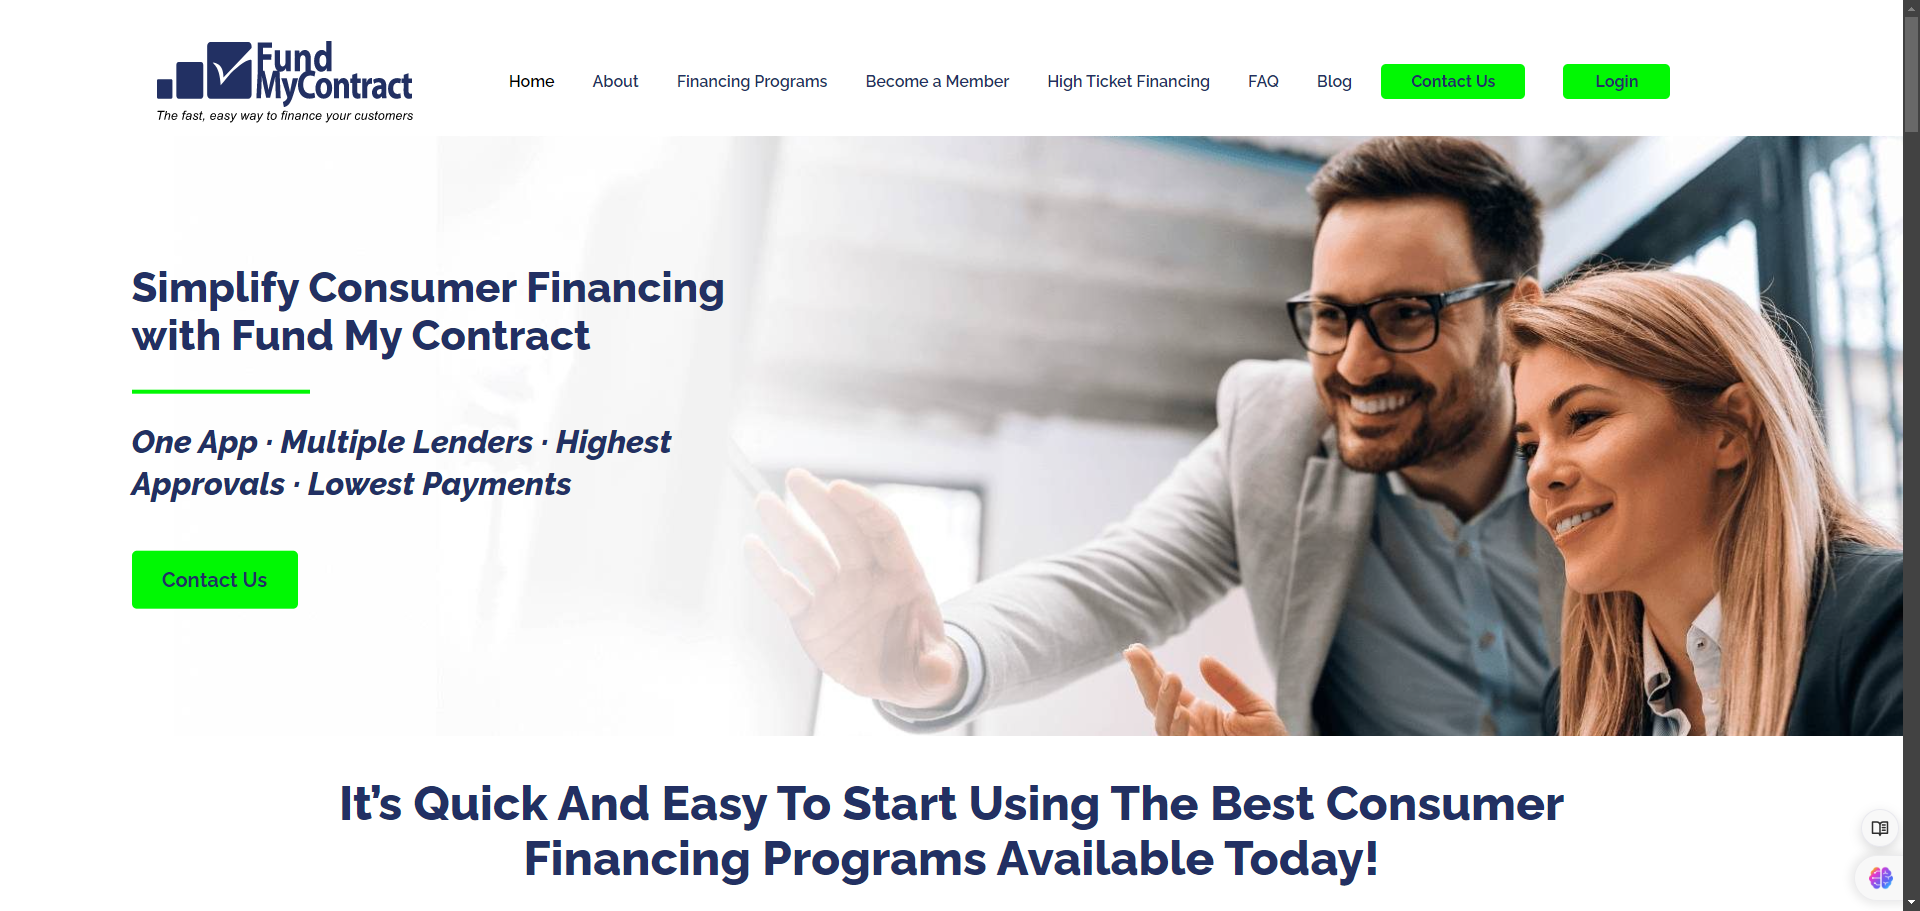 Fund
MyContract
The fast, easy way to finance your customers
Home About Financing Programs Become a Member High Ticket Financing FAQ Blog Contact Us Login
Simplify Consumer Financing
with Fund My Contract
One App · Multiple Lenders · Highest
Approvals · Lowest Payments
Contact Us
It’s Quick And Easy To Start Using The Best Consumer
Financing Programs Available Today!